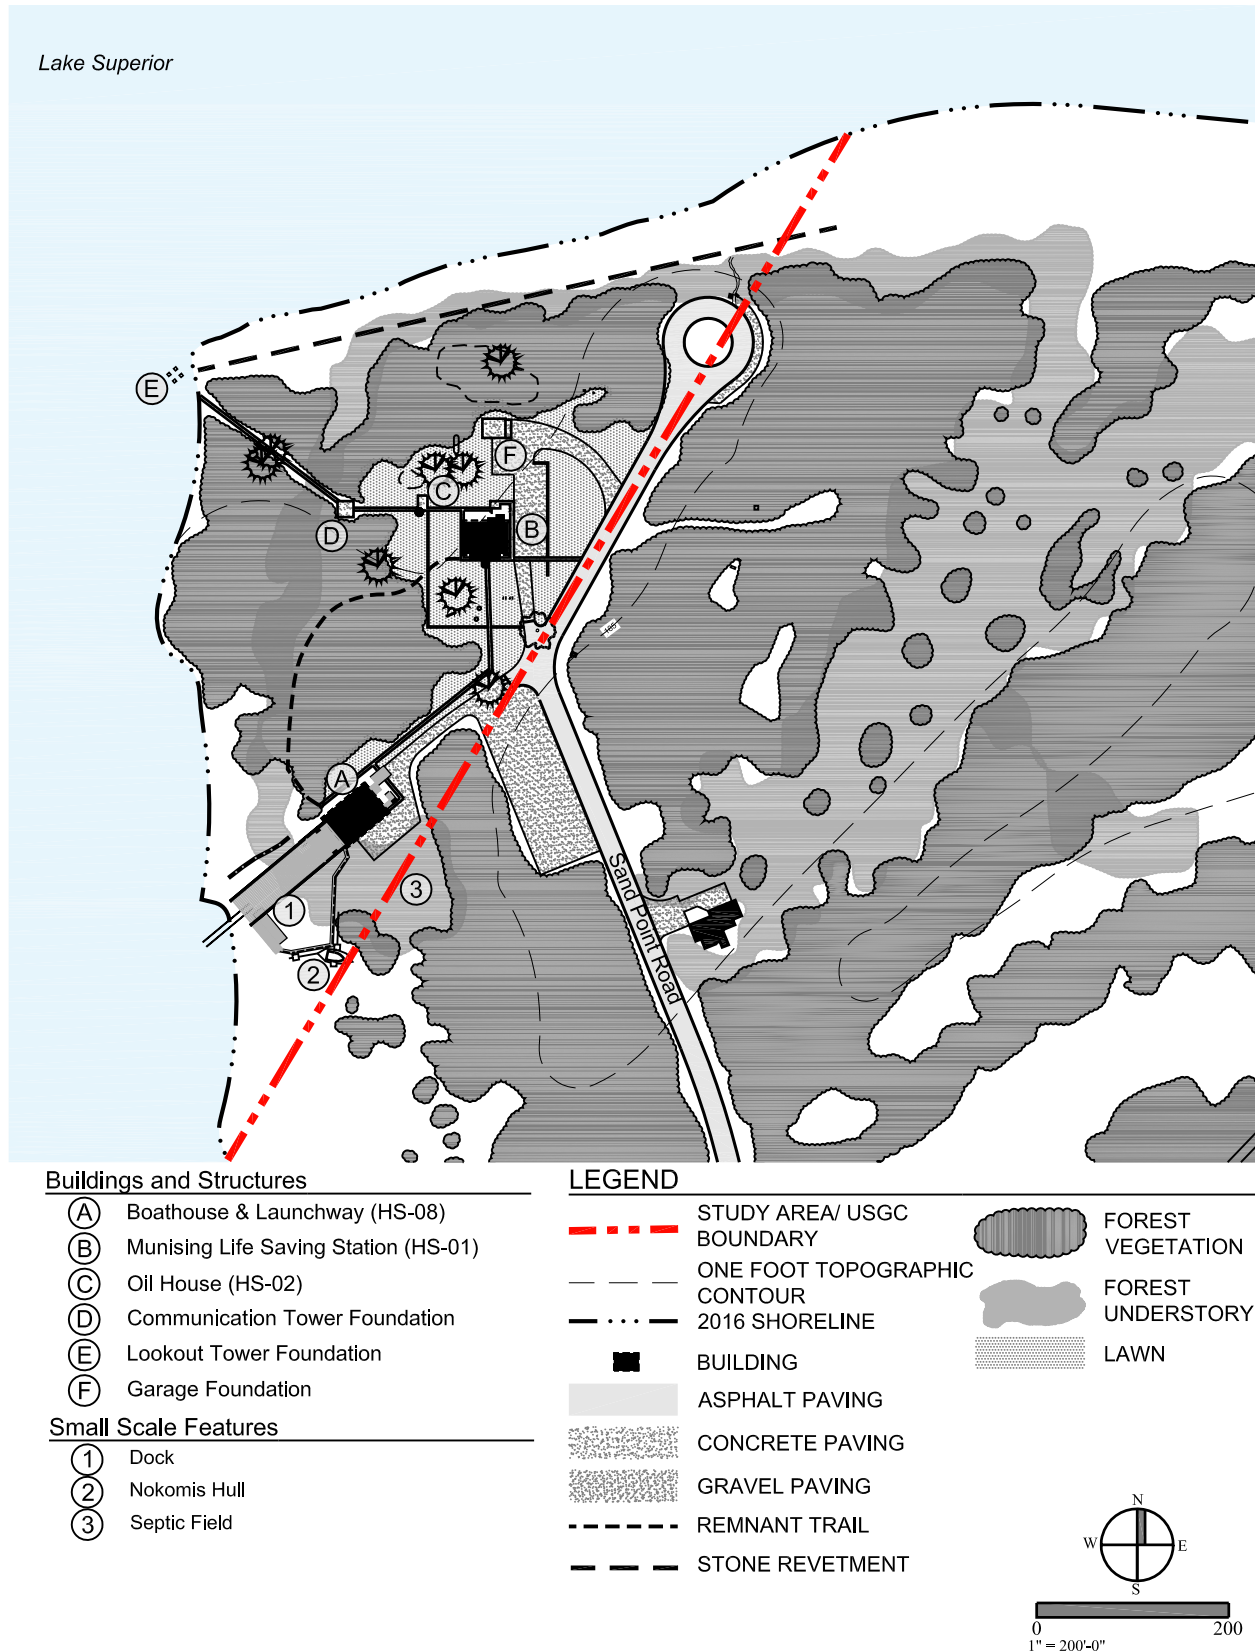 Lake Superior
E
F
C
B
D
185
A
3
1
2
Sand Point Road
Buildings and Structures
A Boathouse & Launchway (HS-08)
B Munising Life Saving Station (HS-01)
C Oil House (HS-02)
D Communication Tower Foundation
E Lookout Tower Foundation
F Garage Foundation
Small Scale Features
1 Dock
2 Nokomis Hull
3 Septic Field
LEGEND
STUDY AREA/ USGC
BOUNDARY
ONE FOOT TOPOGRAPHIC
CONTOUR
2016 SHORELINE
BUILDING
ASPHALT PAVING
CONCRETE PAVING
GRAVEL PAVING
REMNANT TRAIL
STONE REVETMENT
FOREST
VEGETATION
FOREST
UNDERSTORY
LAWN
N
W E
S
0 200
1" = 200'-0"